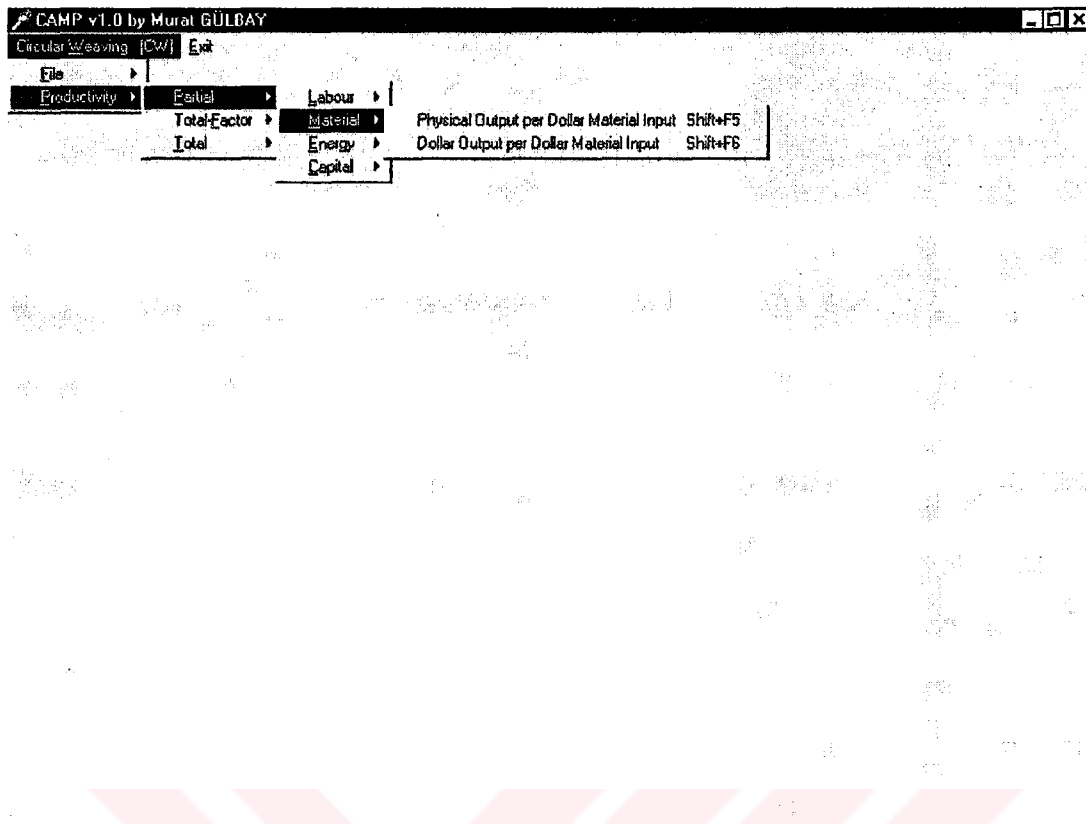 CAMP v1.0 by Murat GÜLBAY
Circular Weaving [CW] Exit
File
Productivity Partial Labour
Total-Factor Material Physical Output per Dollar Material Input Shift+F5
Total Energy Dollar Output per Dollar Material Input Shift+F6
Capital